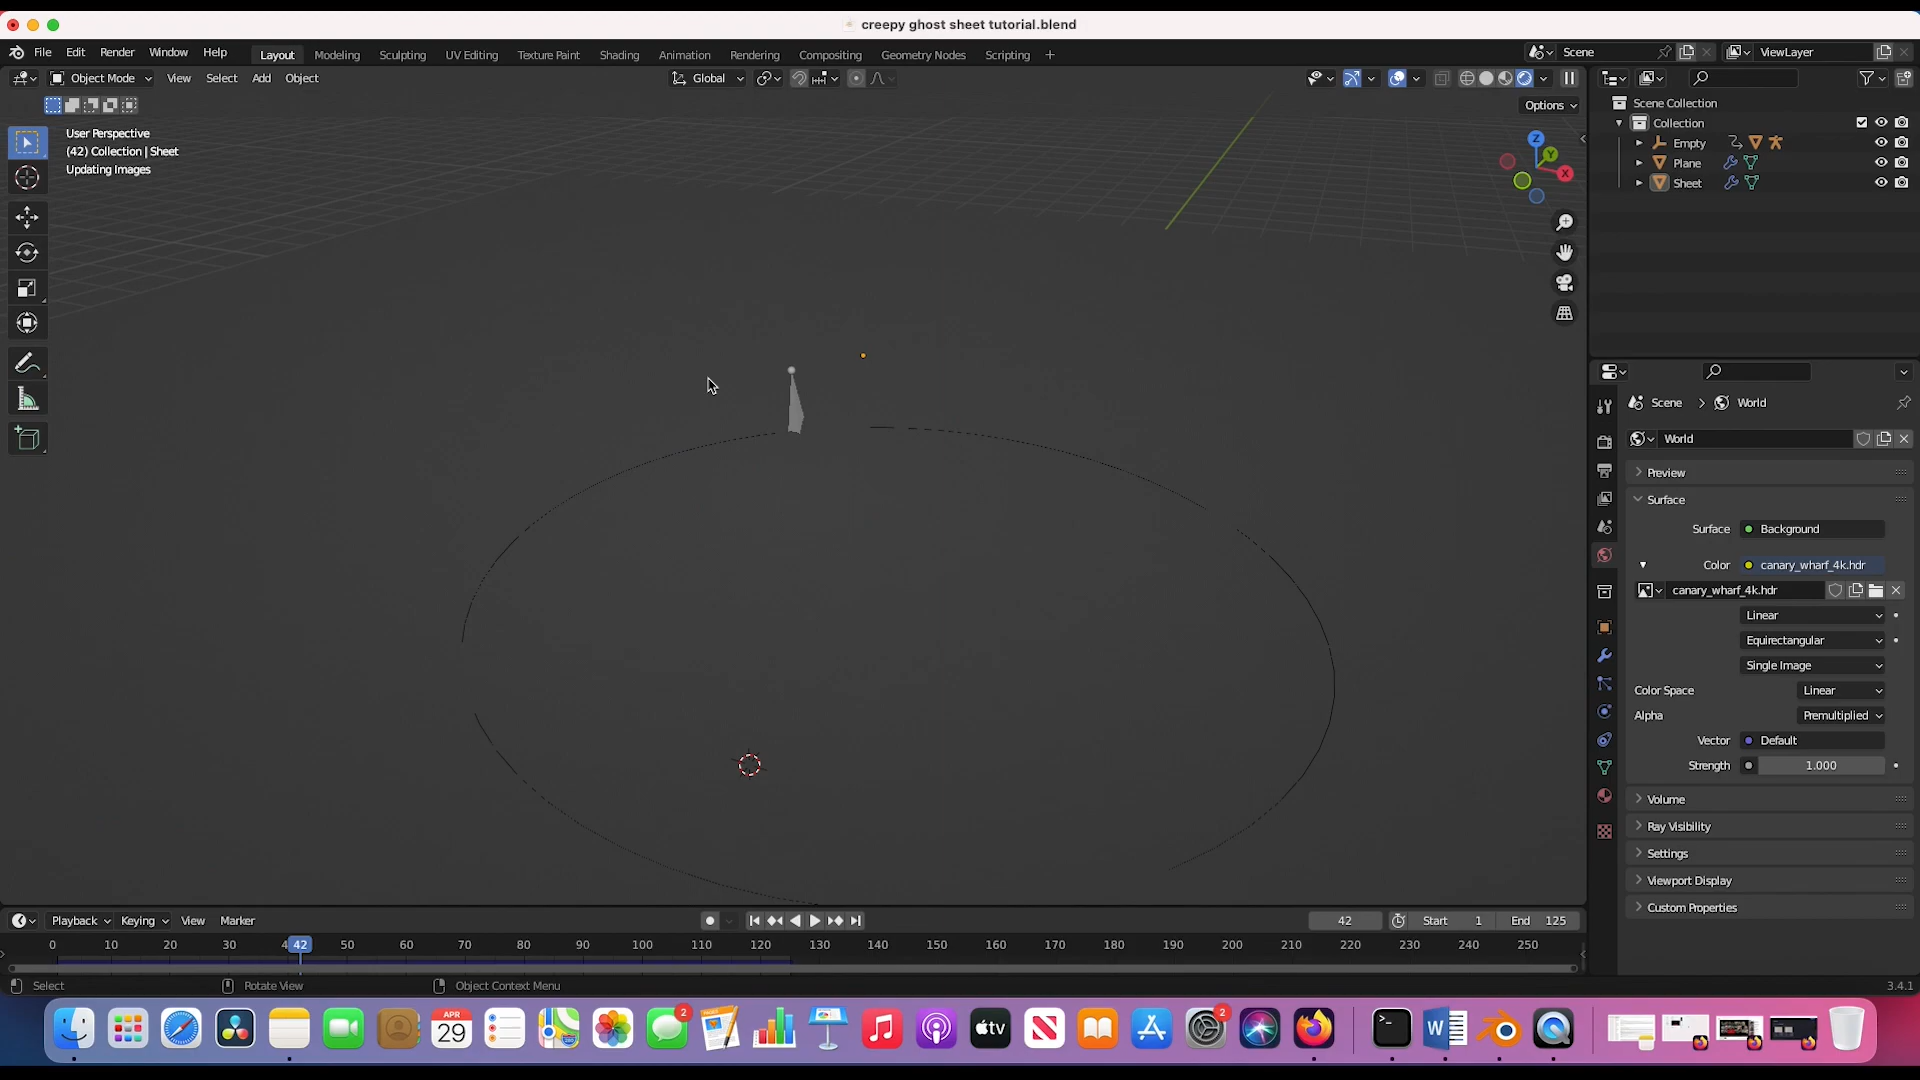 creepy ghost sheet tutorial.blend
File Edit Render Window Help
Layout Modeling Sculpting UV Editing Texture Paint Shading Animation Rendering Compositing Geometry Nodes Scripting +
Scene
ViewLayer
Object Mode View Select Add Object
Global
Options
User Perspective
(42) Collection | Sheet
Updating Images
Z
Y
X
Scene Collection
Collection
Empty
Plane
Sheet
Scene > World
World
Preview
Surface
Surface Background
Color canary_wharf_4k.hdr
canary_wharf_4k.hdr
Linear
Equirectangular
Single Image
Color Space Linear
Alpha Premultiplied
Vector Default
Strength 1.000
Volume
Ray Visibility
Settings
Viewport Display
Custom Properties
Playback Keying View Marker
42 Start 1 End 125
0 10 20 30 4 42 50 60 70 80 90 100 110 120 130 140 150 160 170 180 190 200 210 220 230 240 250
Select Rotate View Object Context Menu
3.4.1
APR
29
2
tv
N
2
W